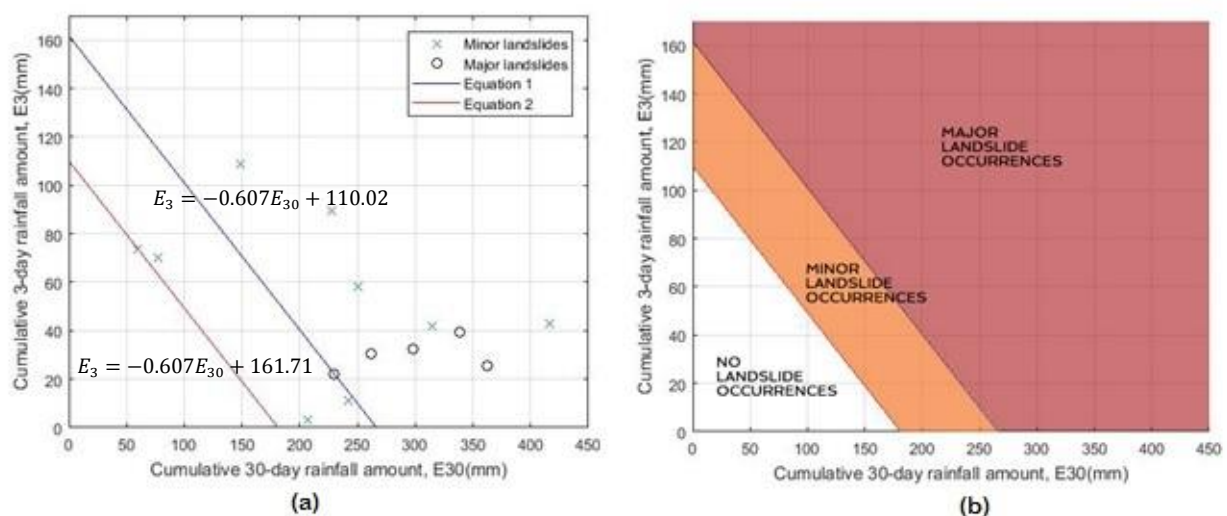 160
140
120
100
80
60
40
20
0
Cumulative 3-day rainfall amount, E3(mm)
Minor landslides
Major landslides
Equation 1
Equation 2
E₃ = −0.607E₃₀ + 110.02
E₃ = −0.607E₃₀ + 161.71
0 50 100 150 200 250 300 350 400 450
Cumulative 30-day rainfall amount, E30(mm)
(a)
160
140
120
100
80
60
40
20
0
Cumulative 3-day rainfall amount, E3(mm)
MAJOR
LANDSLIDE
OCCURRENCES
MINOR
LANDSLIDE
OCCURRENCES
NO
LANDSLIDE
OCCURRENCES
0 50 100 150 200 250 300 350 400 450
Cumulative 30-day rainfall amount, E30(mm)
(b)